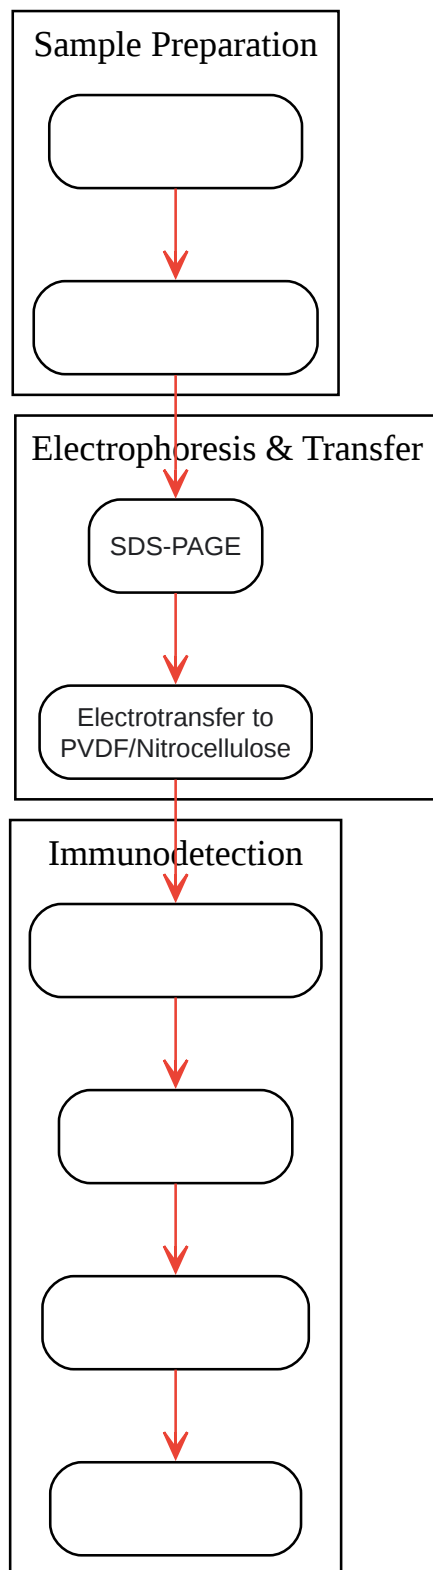 Sample Preparation
Electrophoresis & Transfer
SDS-PAGE
Electrotransfer to
PVDF/Nitrocellulose
Immunodetection